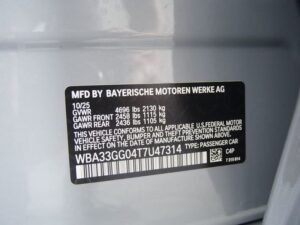 MFD BY BAYERISCHE MOTOREN WERKE AG
10/25
GVWR 4696 lbs 2130 kg
GAWR FRONT 2458 lbs 1115 kg
GAWR REAR 2436 lbs 1105 kg
THIS VEHICLE CONFORMS TO ALL APPLICABLE U.S. FEDERAL MOTOR
VEHICLE SAFETY, BUMPER, AND THEFT PREVENTION STANDARDS
IN EFFECT ON THE DATE OF MANUFACTURE SHOWN ABOVE.
WBA33GG04T7U47314 TYPE: PASSENGER CAR
C4P